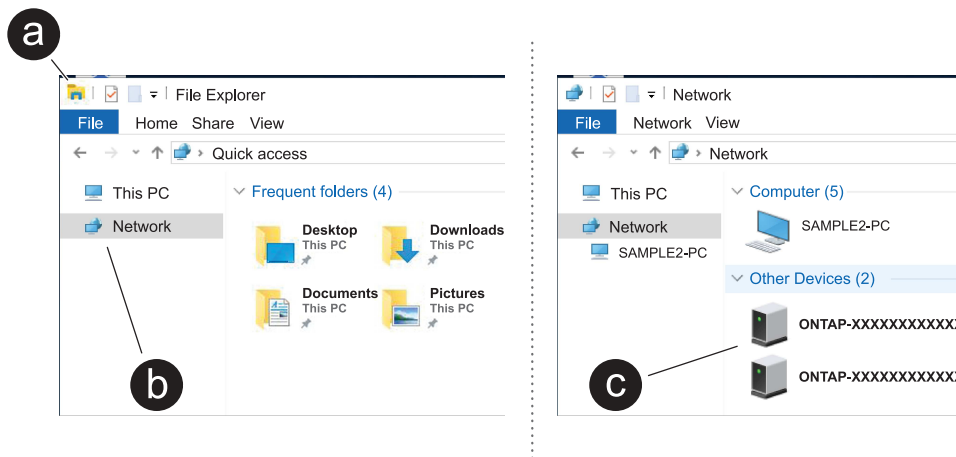 a
File Explorer
File Home Share View
Quick access
This PC
Network
Frequent folders (4)
Desktop
This PC
Downloads
This PC
Documents
This PC
Pictures
This PC
b
Network
File Network View
Network
This PC
Network
SAMPLE2-PC
Computer (5)
SAMPLE2-PC
Other Devices (2)
ONTAP-XXXXXXXXXXXX
ONTAP-XXXXXXXXXXXX
c